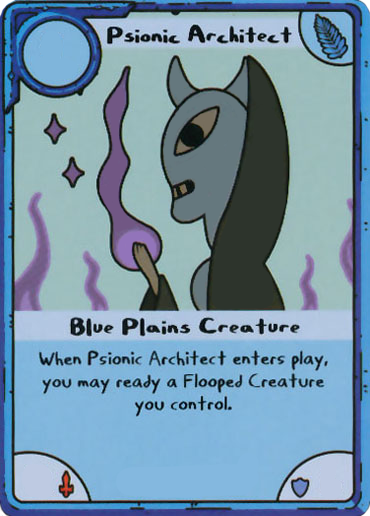 Psionic Architect
Blue Plains Creature
When Psionic Architect enters play,
you may ready a Flooped Creature
you control.